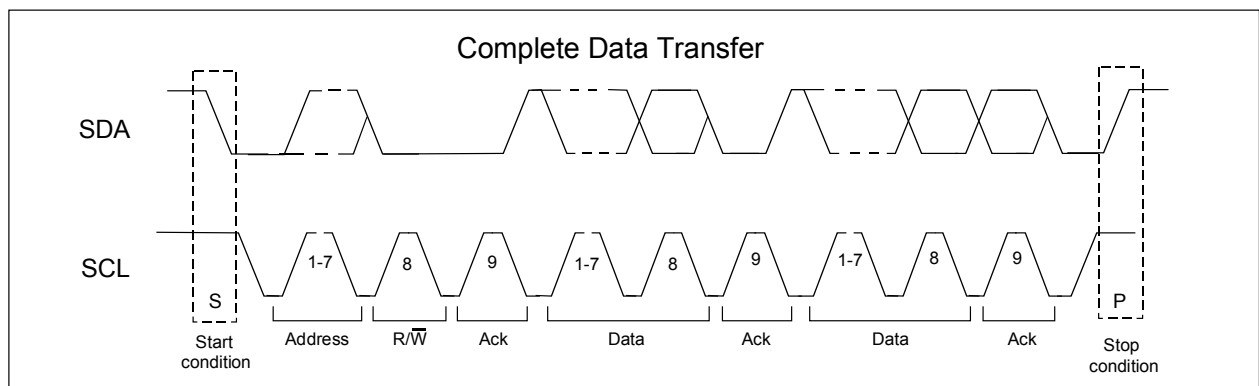 Complete Data Transfer
SDA
SCL
1-7
8
9
1-7
8
9
1-7
8
9
S
P
Start
condition
Address
R/W̅
Ack
Data
Ack
Data
Ack
Stop
condition